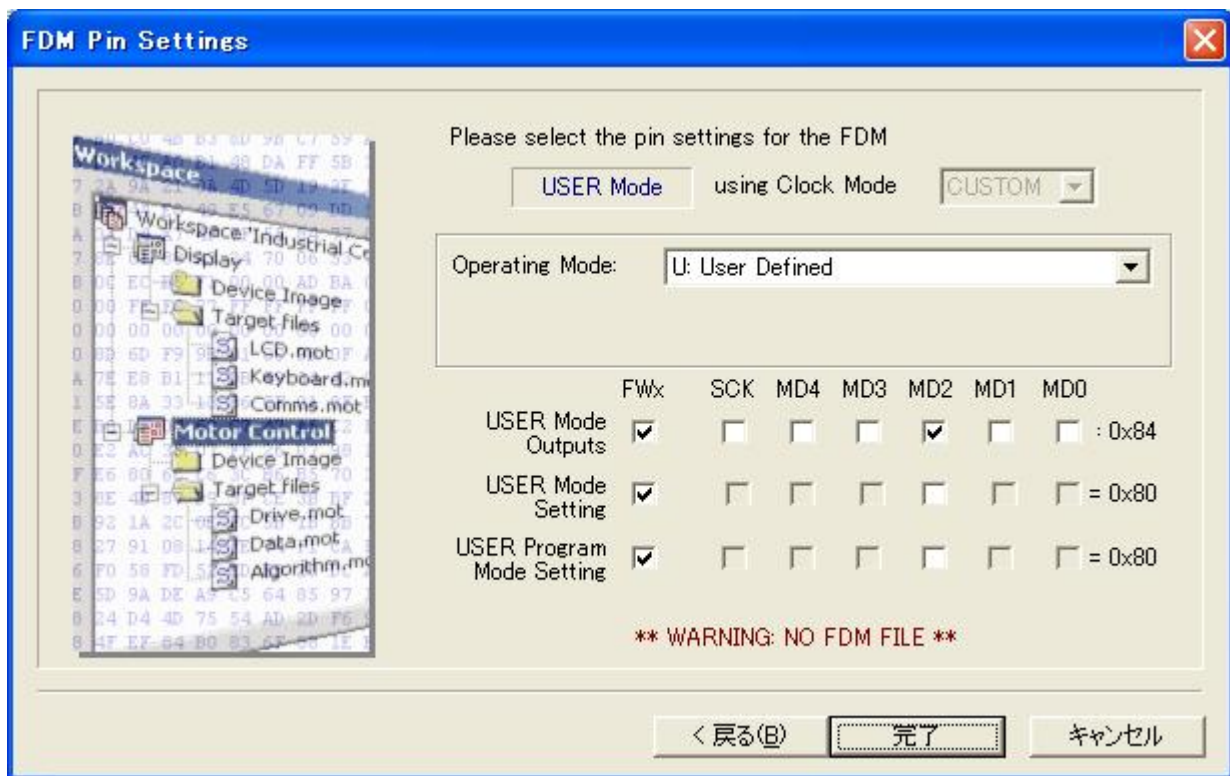 FDM Pin Settings
Please select the pin settings for the FDM
USER Mode using Clock Mode CUSTOM
Operating Mode: U: User Defined
FWx SCK MD4 MD3 MD2 MD1 MD0
USER Mode
Outputs
: 0x84
USER Mode
Setting
= 0x80
USER Program
Mode Setting
= 0x80
** WARNING: NO FDM FILE **
Workspace
Workspace 'Industrial
Display
Device Image
Target files
LCD.mot
Keyboard.m
Comms.mot
Motor Control
Device Image
Target files
Drive.mot
Data.mot
Algorithm.m
< 戻る(B)
完了
キャンセル